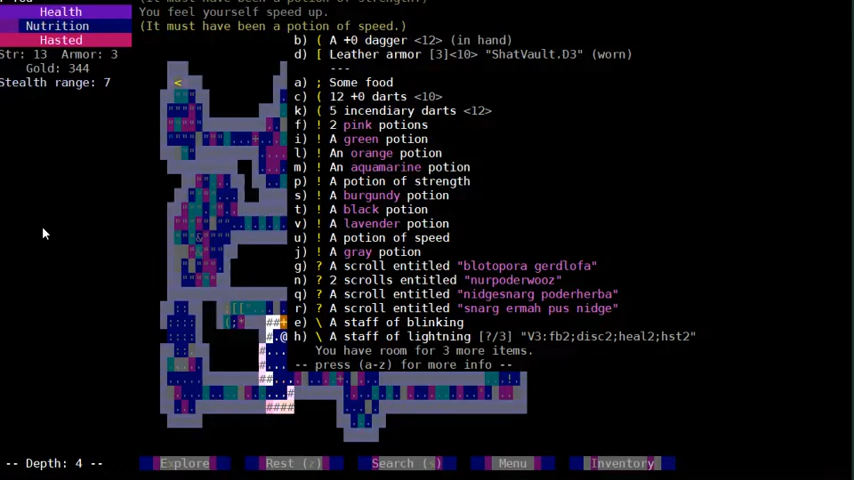 Health
Nutrition
Hasted
Str: 13  Armor: 3
Gold: 344
Stealth range: 7
You feel yourself speed up.
(It must have been a potion of speed.)
b) ( A +0 dagger <12> (in hand)
d) [ Leather armor [3]<10> "ShatVault.D3" (worn)
---
a) ; Some food
c) ( 12 +0 darts <10>
k) ( 5 incendiary darts <12>
f) ! 2 pink potions
i) ! A green potion
l) ! An orange potion
m) ! An aquamarine potion
p) ! A potion of strength
s) ! A burgundy potion
t) ! A black potion
v) ! A lavender potion
u) ! A potion of speed
j) ! A gray potion
g) ? A scroll entitled "blotopora gerdlofa"
n) ? 2 scrolls entitled "nurpoderwooz"
q) ? A scroll entitled "nidgesnarg poderherba"
r) ? A scroll entitled "snarg ermah pus nidge"
e) \ A staff of blinking
h) \ A staff of lightning [?/3] "V3:fb2;disc2;heal2;hst2"
You have room for 3 more items.
-- press (a-z) for more info --
-- Depth: 4 --
Explore
Rest (z)
Search (s)
Menu
Inventory